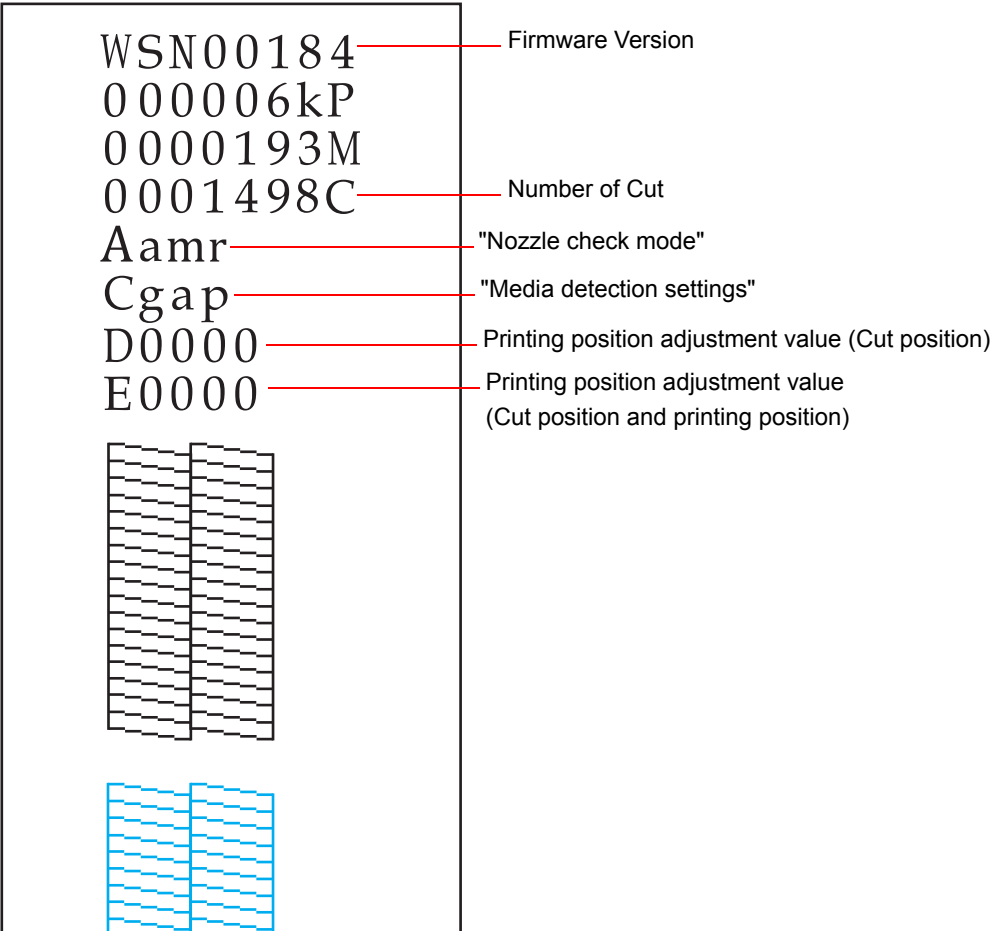 WSN00184 Firmware Version
000006kP
0000193M
0001498C Number of Cut
Aamr "Nozzle check mode"
Cgap "Media detection settings"
D0000 Printing position adjustment value (Cut position)
E0000 Printing position adjustment value
(Cut position and printing position)